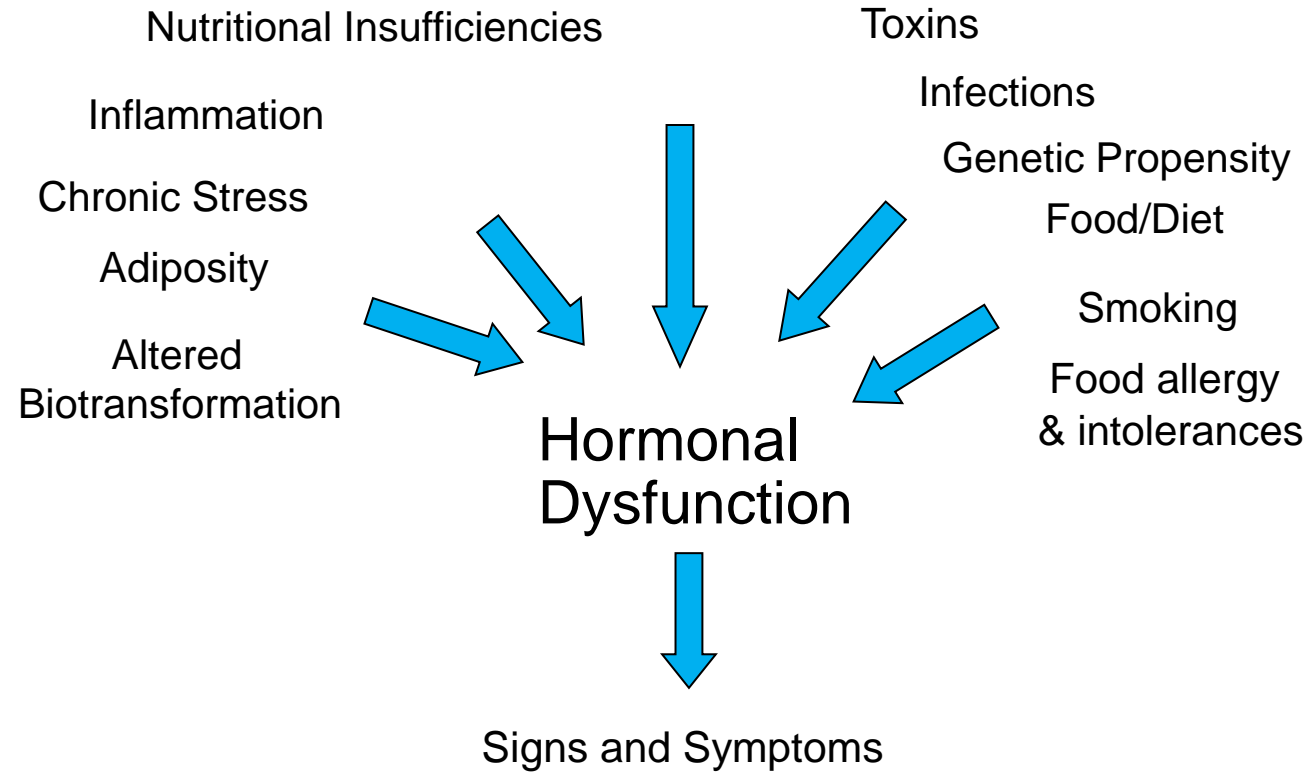 Nutritional Insufficiencies
Toxins
Inflammation
Infections
Chronic Stress
Genetic Propensity
Adiposity
Food/Diet
Altered
Biotransformation
Smoking
Food allergy
& intolerances
Hormonal
Dysfunction
Signs and Symptoms